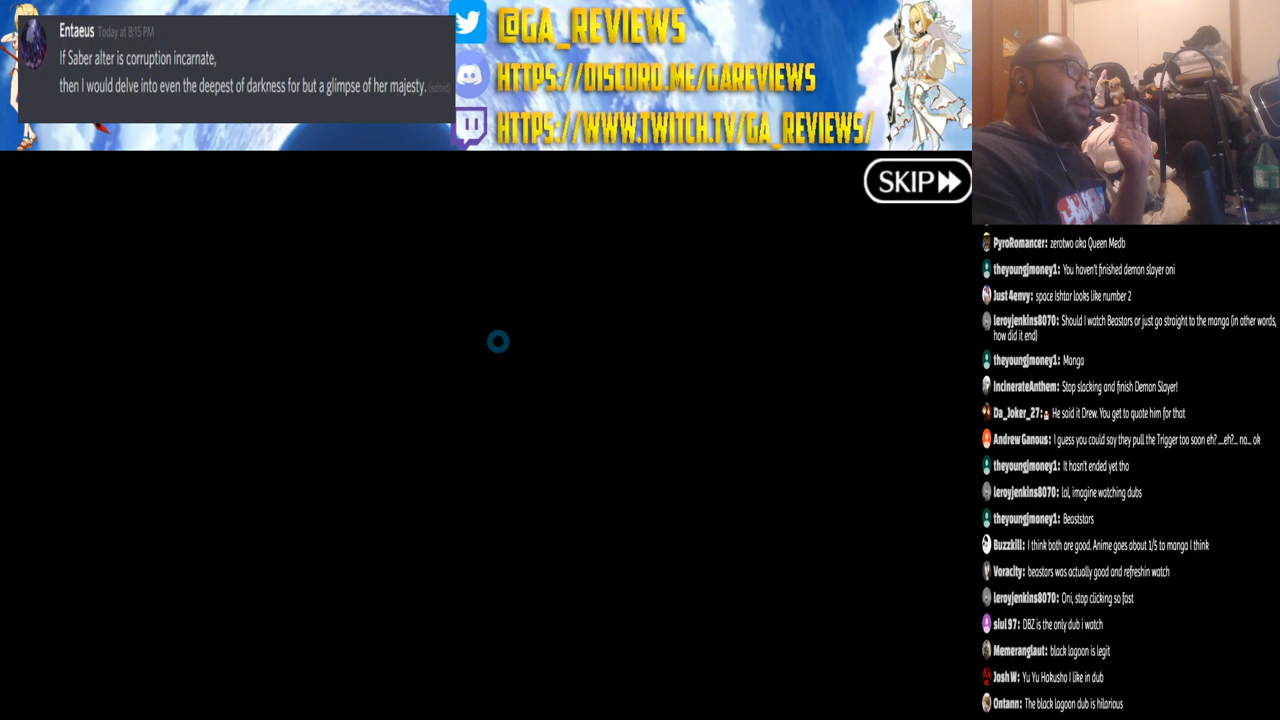 Entaeus Today at 8:15 PM
If Saber alter is corruption incarnate,
then I would delve into even the deepest of darkness for but a glimpse of her majesty. (edited)
@GA_REVIEWS
HTTPS://DISCORD.ME/GAREVIEWS
HTTPS://WWW.TWITCH.TV/GA_REVIEWS/
SKIP
PyroRomancer: zerotwo aka Queen Medb
theyoungjmoney1: You haven't finished demon slayer oni
Just 4envy: space Ishtar looks like number 2
leroyjenkins8070: Should I watch Beastars or just go straight to the manga (in other words,
how did it end)
theyoungjmoney1: Manga
IncinerateAnthem: Stop slacking and finish Demon Slayer!
Da_Joker_27: He said it Drew. You get to quote him for that
Andrew Ganous: I guess you could say they pull the Trigger too soon eh? ...eh?... no... ok
theyoungjmoney1: It hasn't ended yet tho
leroyjenkins8070: lol, imagine watching dubs
theyoungjmoney1: Beaststars
Buzzkill: I think both are good. Anime goes about 1/5 to manga I think
Voracity: beastars was actually good and refreshin watch
leroyjenkins8070: Oni, stop clicking so fast
siul 97: DBZ is the only dub i watch
Memeranglaut: black lagoon is legit
Josh W: Yu Yu Hakusho I like in dub
Ontann: The black lagoon dub is hilarious